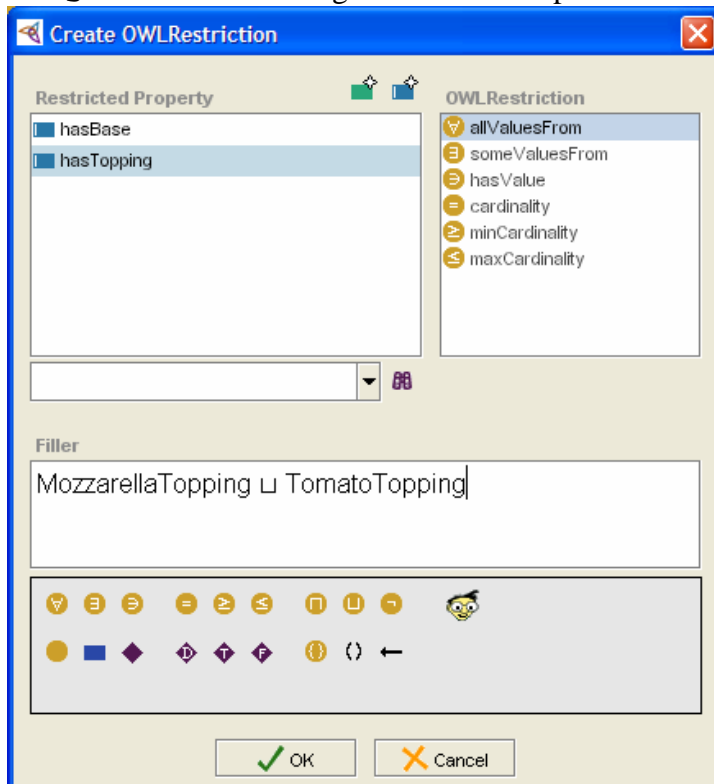 Create OWLRestriction
Restricted Property
OWLRestriction
hasBase
hasTopping
allValuesFrom
someValuesFrom
hasValue
cardinality
minCardinality
maxCardinality
Filler
MozzarellaTopping ⊔ TomatoTopping
∀ ∃ ∋ = ≥ ≤ ⊓ ⊔ ¬
D T F {} ()
OK
Cancel